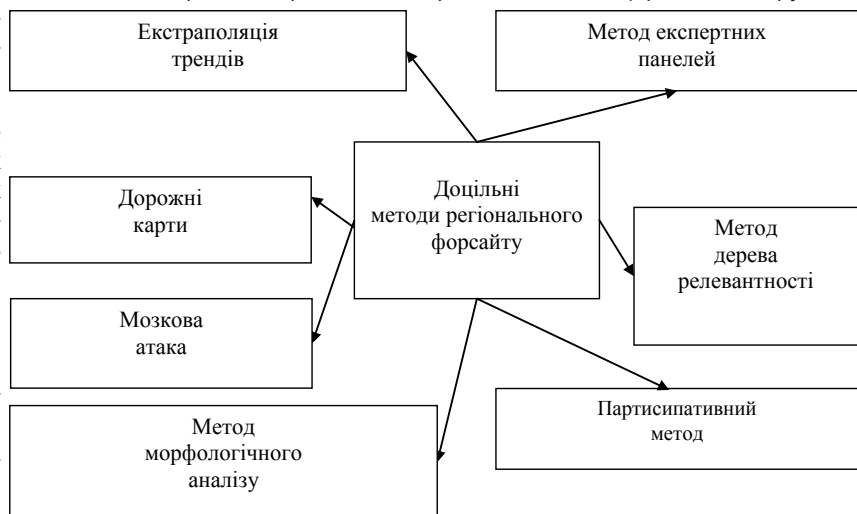 Екстраполяція
трендів
Метод експертних
панелей
Доцільні
методи регіонального
форсайту
Дорожні
карти
Метод
дерева
релевантності
Мозкова
атака
Партисипативний
метод
Метод
морфологічного
аналізу